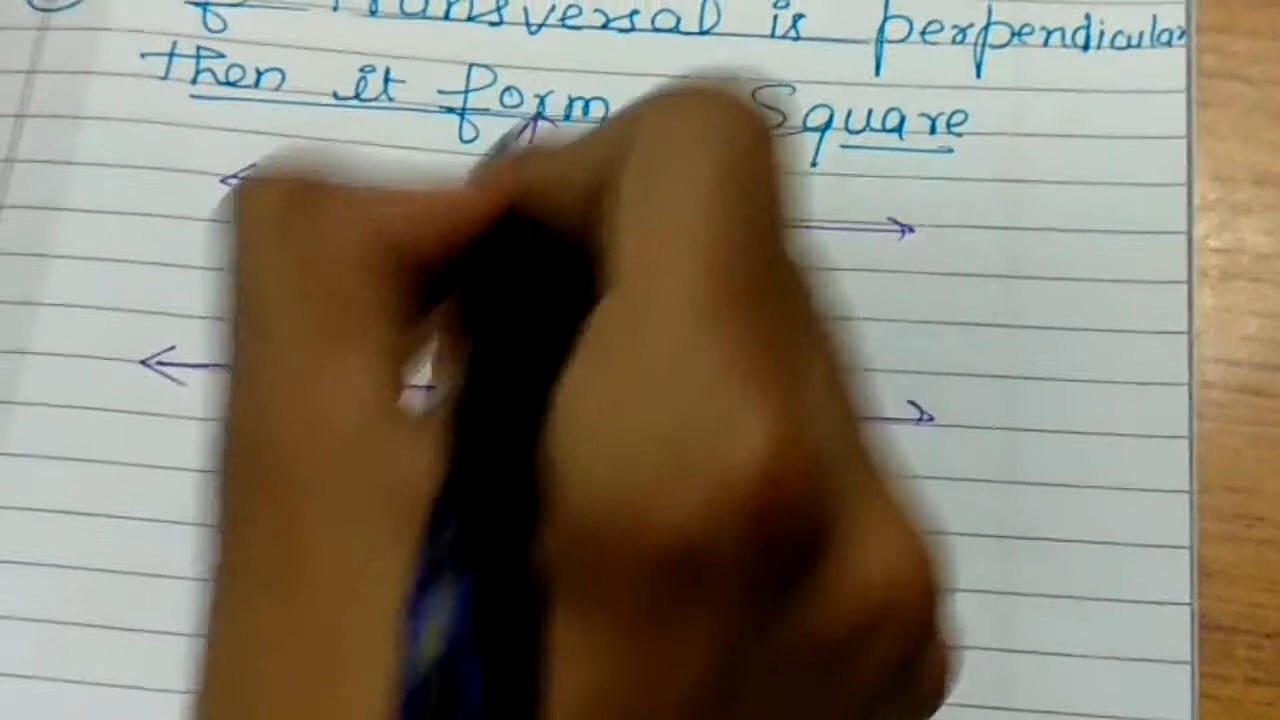 Transversal is perpendicular
then it form Square